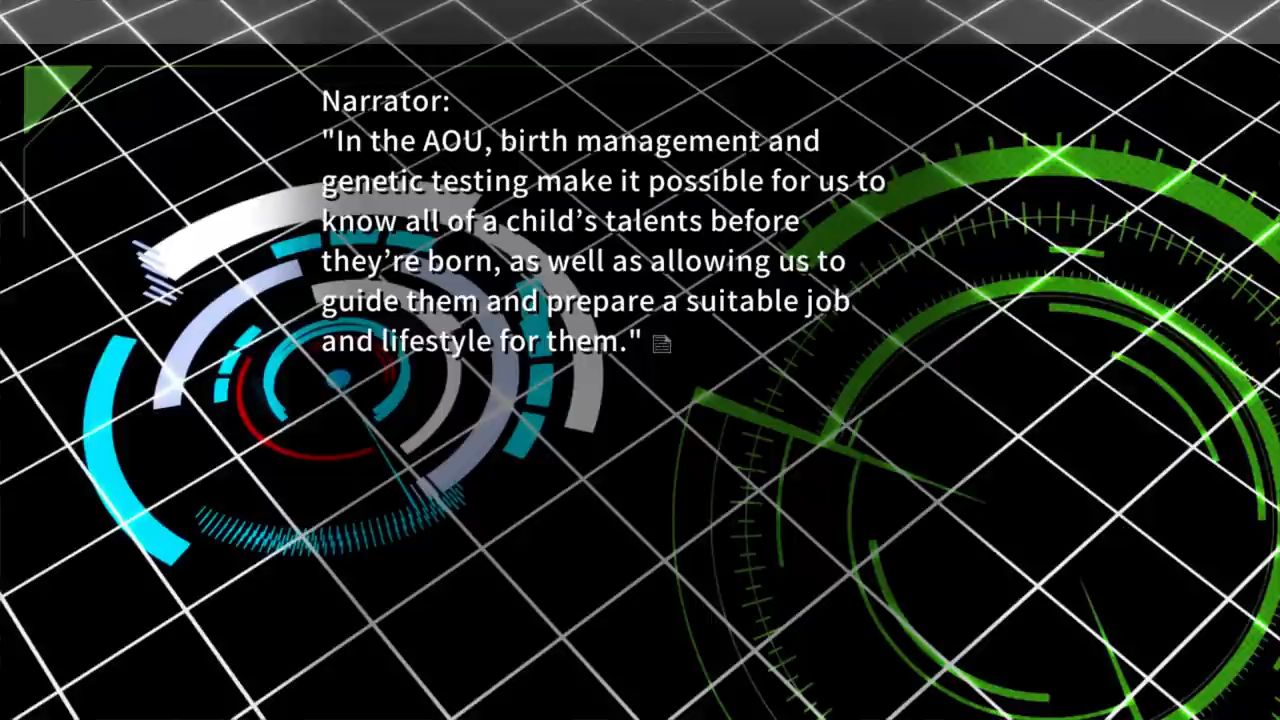 Narrator:
"In the AOU, birth management and
genetic testing make it possible for us to
know all of a child’s talents before
they’re born, as well as allowing us to
guide them and prepare a suitable job
and lifestyle for them."